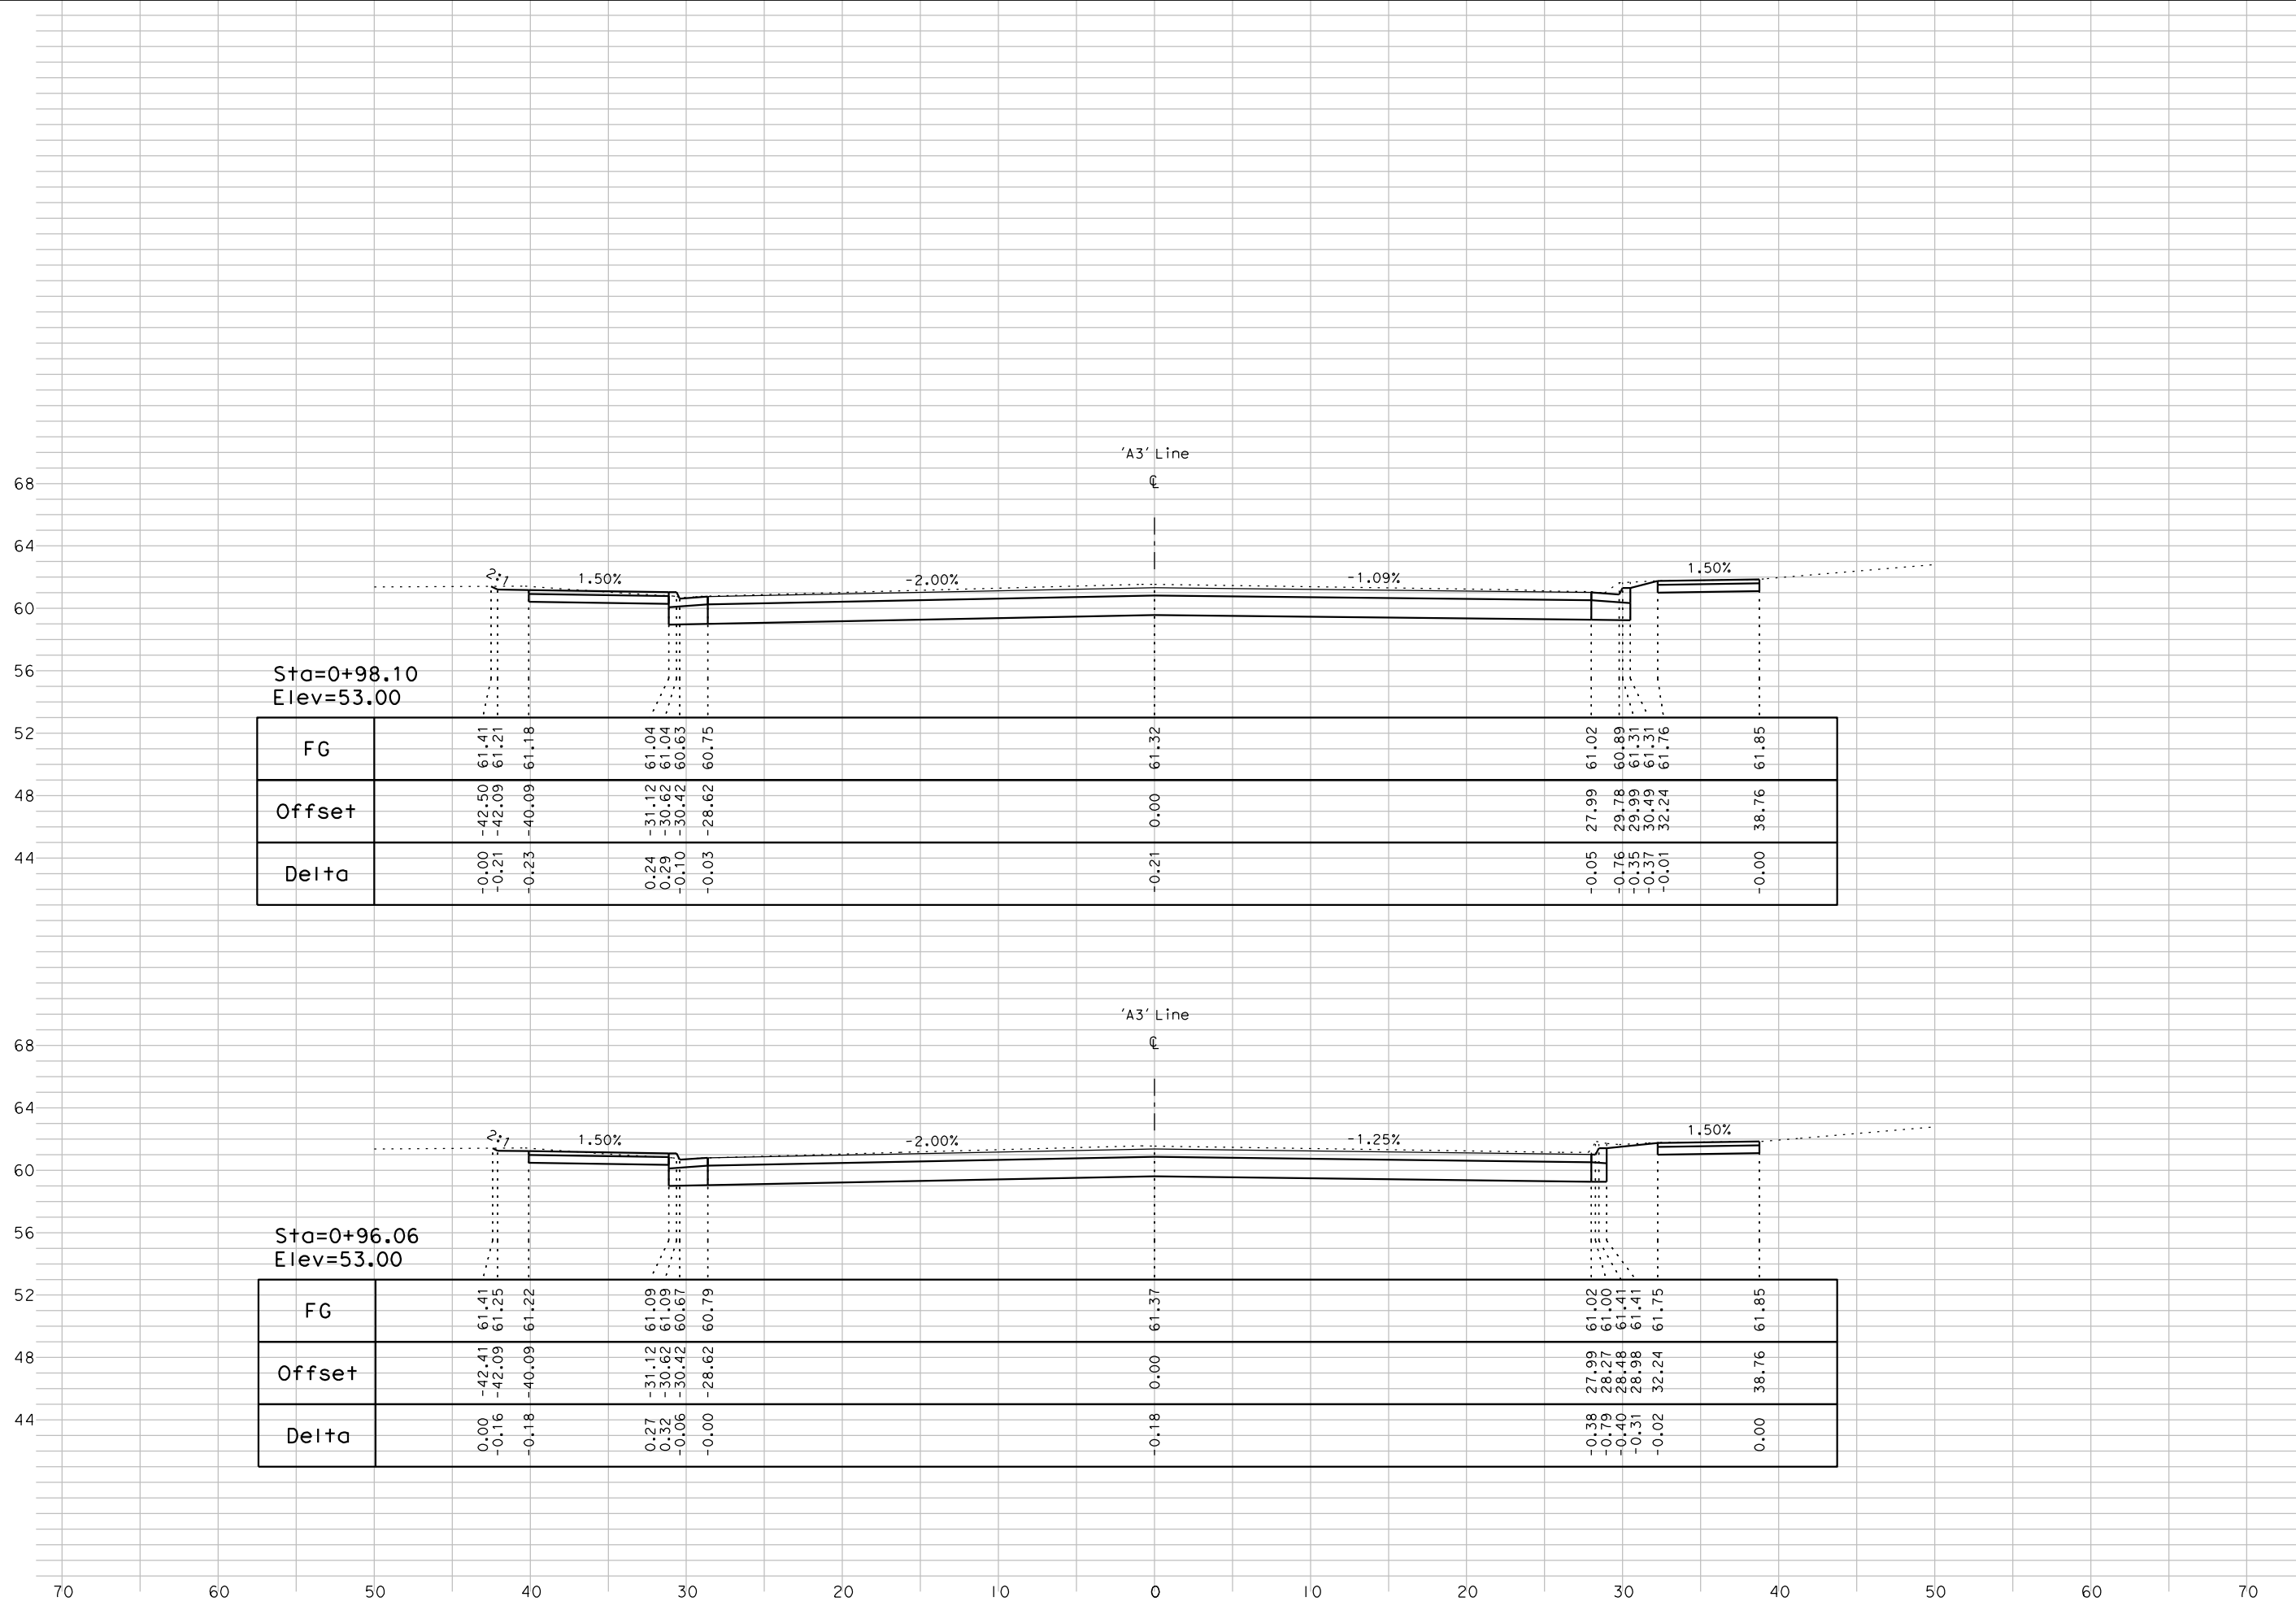 'A3' Line
℄
68
64
60
56
52
48
44
2:1
1.50%
-2.00%
-1.09%
1.50%
Sta=0+98.10
Elev=53.00
FG 61.41 61.21 61.18 61.04 61.04 60.63 60.75 61.32 61.02 60.89 61.31 61.31 61.76 61.85
Offset -42.50 -42.09 -40.09 -31.12 -30.62 -30.42 -28.62 0.00 27.99 29.78 29.99 30.49 32.24 38.76
Delta -0.00 -0.21 -0.23 0.24 0.29 -0.10 -0.03 -0.21 -0.05 -0.76 -0.35 -0.37 -0.01 -0.00
'A3' Line
℄
68
64
60
56
52
48
44
2:1
1.50%
-2.00%
-1.25%
1.50%
Sta=0+96.06
Elev=53.00
FG 61.41 61.25 61.22 61.09 61.09 60.67 60.79 61.37 61.02 61.00 61.41 61.41 61.75 61.85
Offset -42.41 -42.09 -40.09 -31.12 -30.62 -30.42 -28.62 0.00 27.99 28.27 28.48 28.98 32.24 38.76
Delta 0.00 -0.16 -0.18 0.27 0.32 -0.06 -0.00 -0.18 -0.38 -0.79 -0.40 -0.31 -0.02 0.00
70 60 50 40 30 20 10 0 10 20 30 40 50 60 70